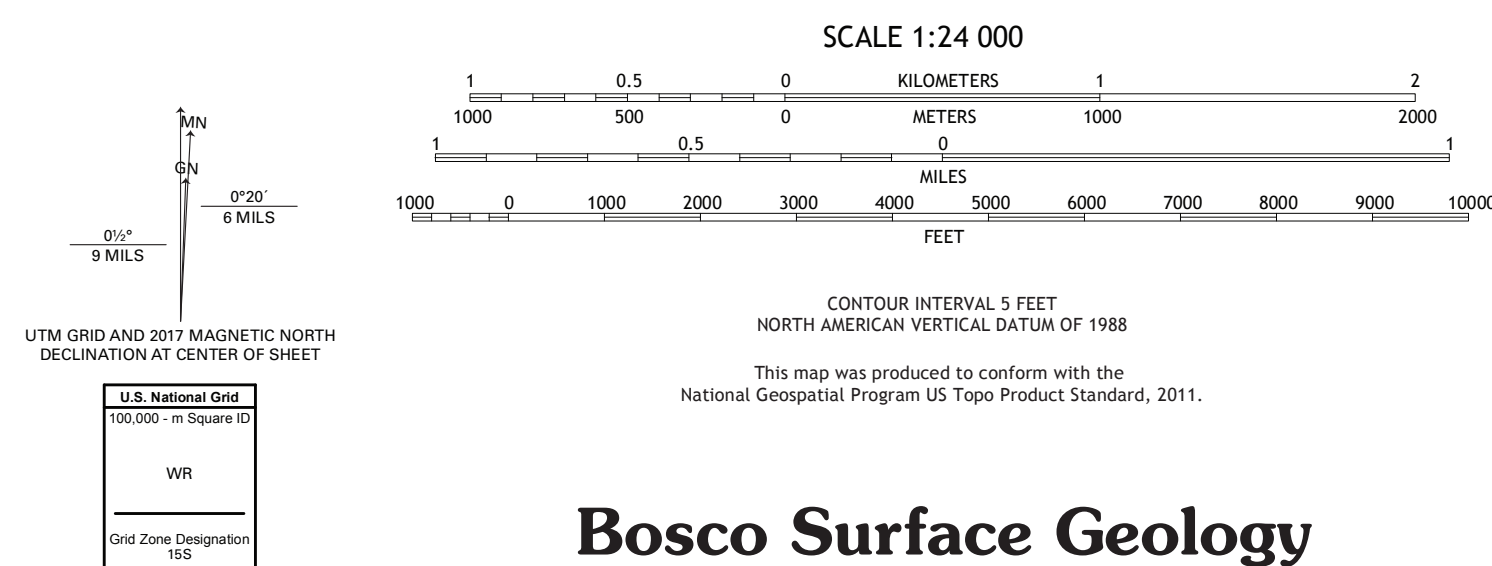 SCALE 1:24 000
1 0.5 0 KILOMETERS 1 2
1000 500 0 METERS 1000 2000
1 0.5 0 1
MILES
1000 0 1000 2000 3000 4000 5000 6000 7000 8000 9000 10000
FEET
MN
GN
0°20´
6 MILS
0½°
9 MILS
UTM GRID AND 2017 MAGNETIC NORTH
DECLINATION AT CENTER OF SHEET
U.S. National Grid
100,000 - m Square ID
WR
Grid Zone Designation
15S
CONTOUR INTERVAL 5 FEET
NORTH AMERICAN VERTICAL DATUM OF 1988
This map was produced to conform with the
National Geospatial Program US Topo Product Standard, 2011.
Bosco Surface Geology